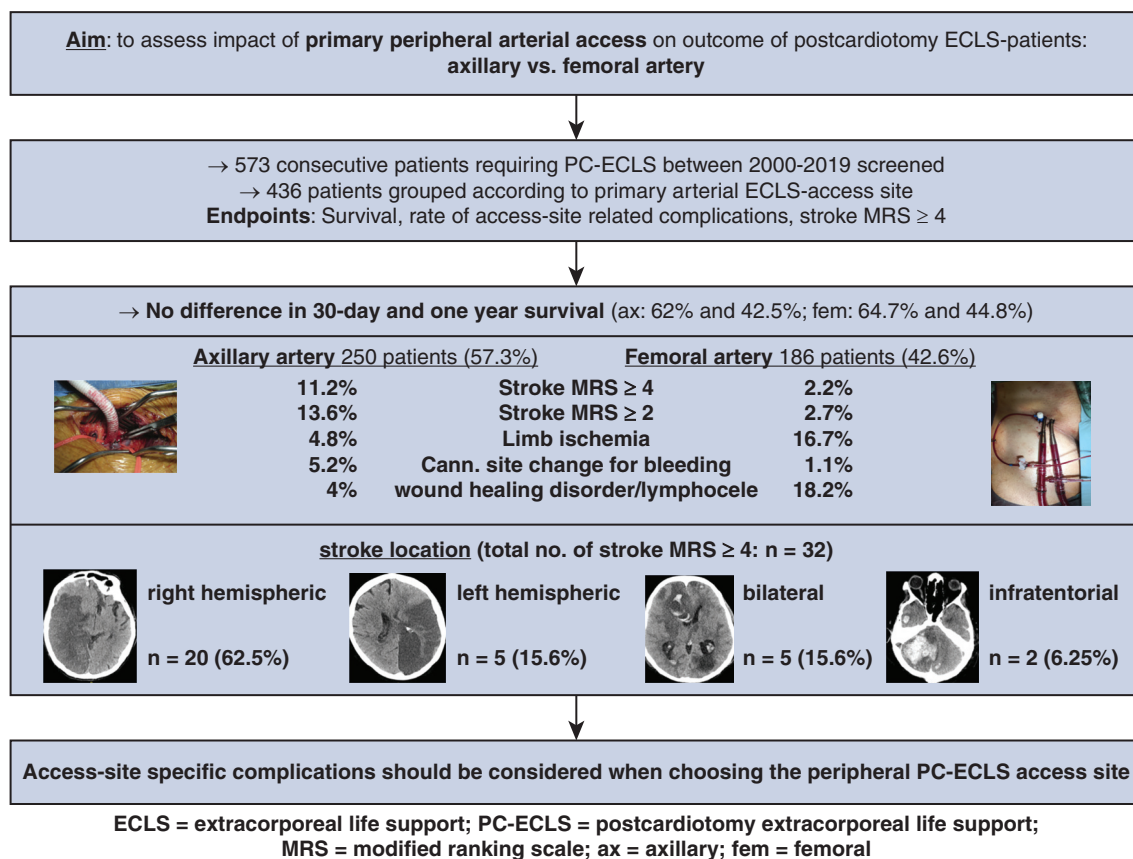 Aim: to assess impact of primary peripheral arterial access on outcome of postcardiotomy ECLS-patients:
axillary vs. femoral artery
→ 573 consecutive patients requiring PC-ECLS between 2000-2019 screened
→ 436 patients grouped according to primary arterial ECLS-access site
Endpoints: Survival, rate of access-site related complications, stroke MRS ≥ 4
→ No difference in 30-day and one year survival (ax: 62% and 42.5%; fem: 64.7% and 44.8%)
Axillary artery 250 patients (57.3%) Femoral artery 186 patients (42.6%)
11.2% Stroke MRS ≥ 4 2.2%
13.6% Stroke MRS ≥ 2 2.7%
4.8% Limb ischemia 16.7%
5.2% Cann. site change for bleeding 1.1%
4% wound healing disorder/lymphocele 18.2%
stroke location (total no. of stroke MRS ≥ 4: n = 32)
right hemispheric left hemispheric bilateral infratentorial
n = 20 (62.5%) n = 5 (15.6%) n = 5 (15.6%) n = 2 (6.25%)
Access-site specific complications should be considered when choosing the peripheral PC-ECLS access site
ECLS = extracorporeal life support; PC-ECLS = postcardiotomy extracorporeal life support;
MRS = modified ranking scale; ax = axillary; fem = femoral